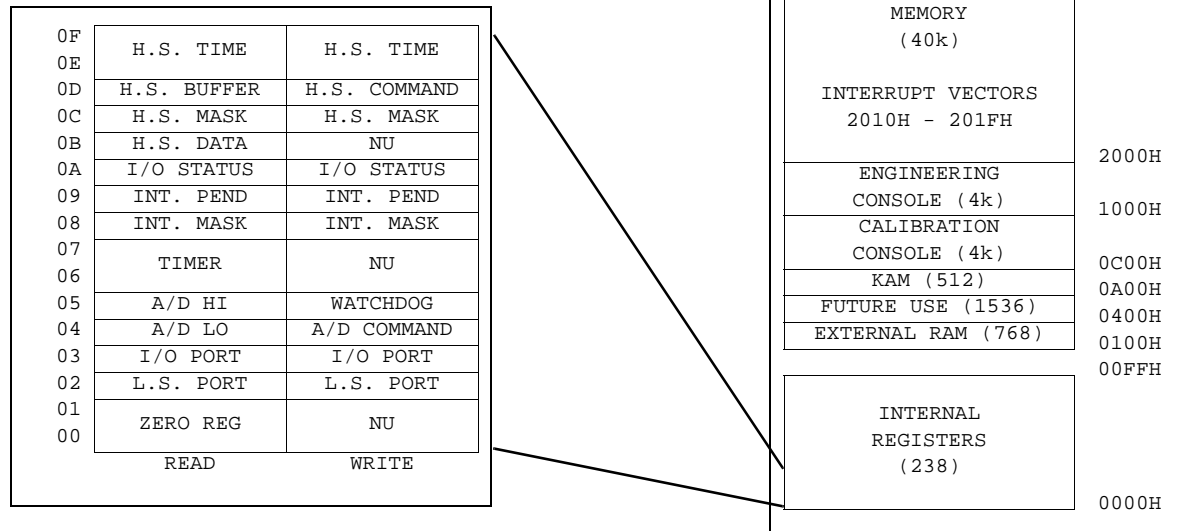 0F
H.S. TIME H.S. TIME
0E
0D H.S. BUFFER H.S. COMMAND
0C H.S. MASK H.S. MASK
0B H.S. DATA NU
0A I/O STATUS I/O STATUS
09 INT. PEND INT. PEND
08 INT. MASK INT. MASK
07
TIMER NU
06
05 A/D HI WATCHDOG
04 A/D LO A/D COMMAND
03 I/O PORT I/O PORT
02 L.S. PORT L.S. PORT
01
ZERO REG NU
00
READ WRITE
MEMORY
(40k)
INTERRUPT VECTORS
2010H - 201FH
2000H
ENGINEERING
CONSOLE (4k)
1000H
CALIBRATION
CONSOLE (4k)
0C00H
KAM (512)
0A00H
FUTURE USE (1536)
0400H
EXTERNAL RAM (768)
0100H
00FFH
INTERNAL
REGISTERS
(238)
0000H